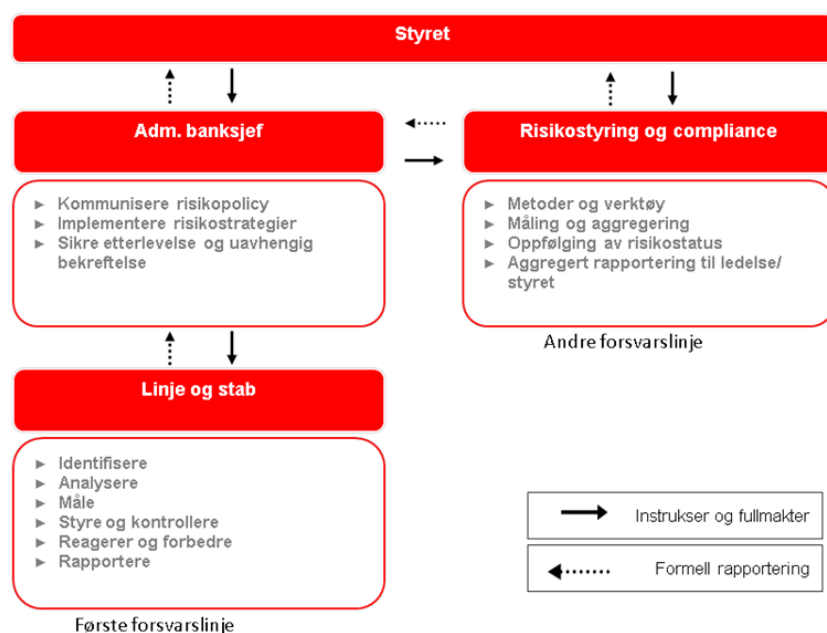 Styret
Adm. banksjef
Kommunisere risikopolicy
Implementere risikostrategier
Sikre etterlevelse og uavhengig
bekreftelse
Risikostyring og compliance
Metoder og verktøy
Måling og aggregering
Oppfølging av risikostatus
Aggregert rapportering til ledelse/
styret
Andre forsvarslinje
Linje og stab
Identifisere
Analysere
Måle
Styre og kontrollere
Reagerer og forbedre
Rapportere
Første forsvarslinje
Instrukser og fullmakter
Formell rapportering